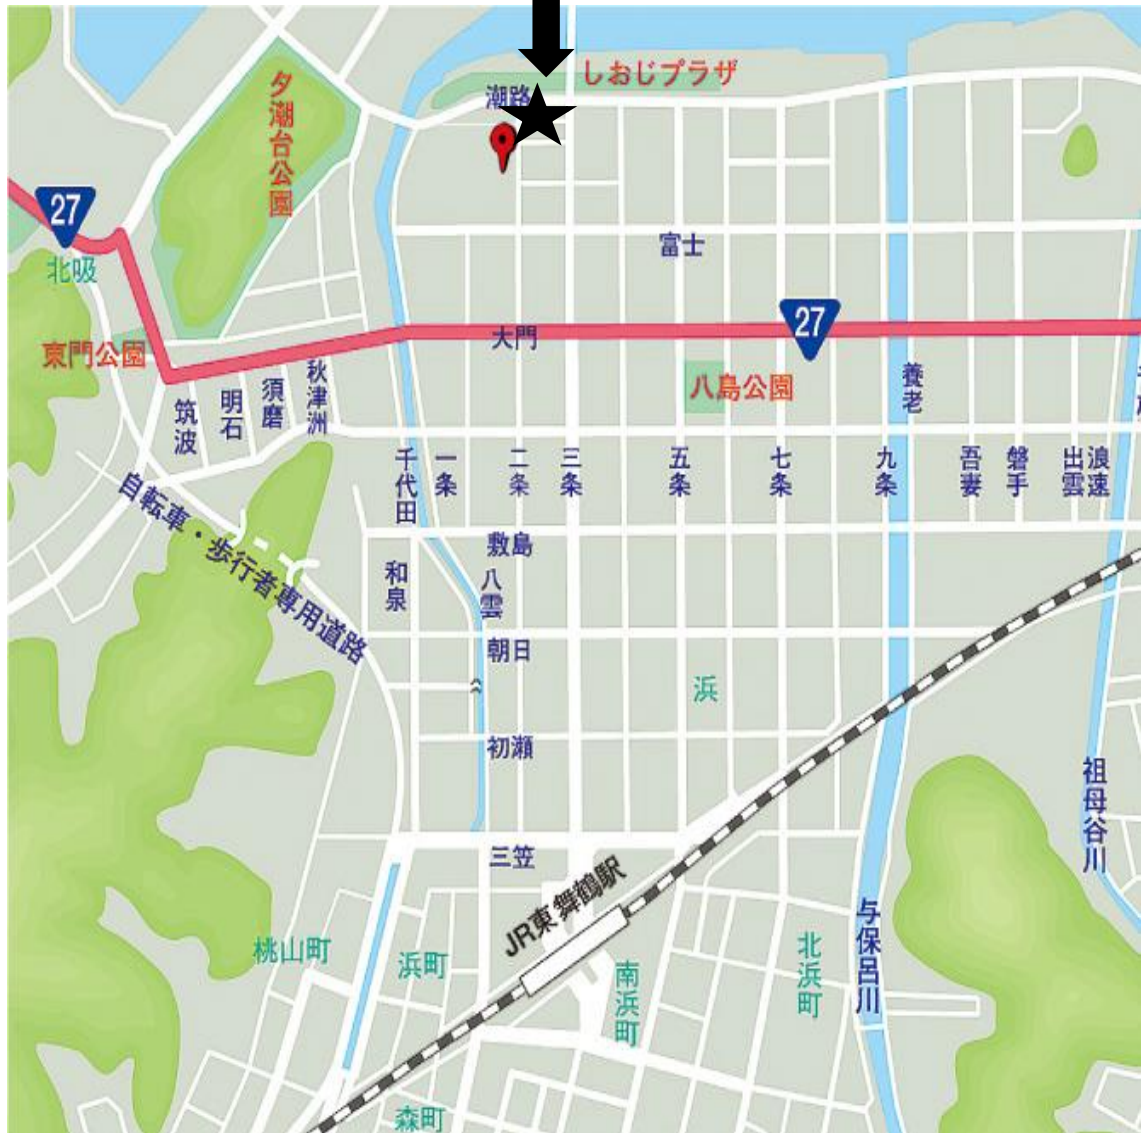 しおじプラザ
潮路
夕潮台公園
27
北吸
富士
27
大門
東門公園
八島公園
養老
筑波
明石
須磨
秋津洲
千代田
一条
二条
三条
五条
七条
九条
吾妻
磐手
出雲
浪速
自転車・歩行者専用道路
敷島
和泉
八雲
朝日
浜
初瀬
祖母谷川
三笠
JR東舞鶴駅
与保呂川
桃山町
浜町
南浜町
北浜町
森町